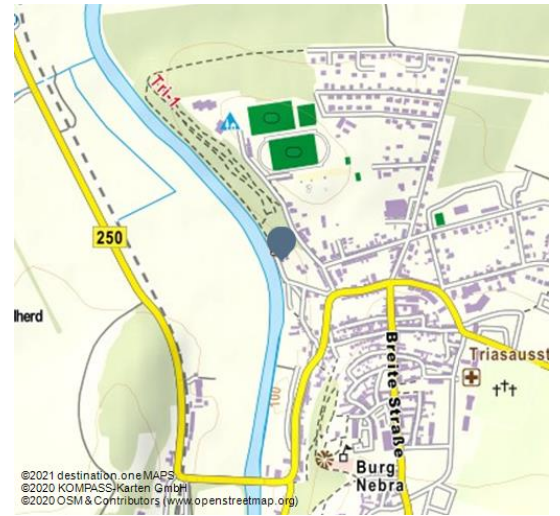 Tri-1
250
lherd
Breite Straße
Triasausst
100
Burg
Nebra
©2021 destination.one MAPS
©2020 KOMPASS-Karten GmbH
©2020 OSM & Contributors (www.openstreetmap.org)